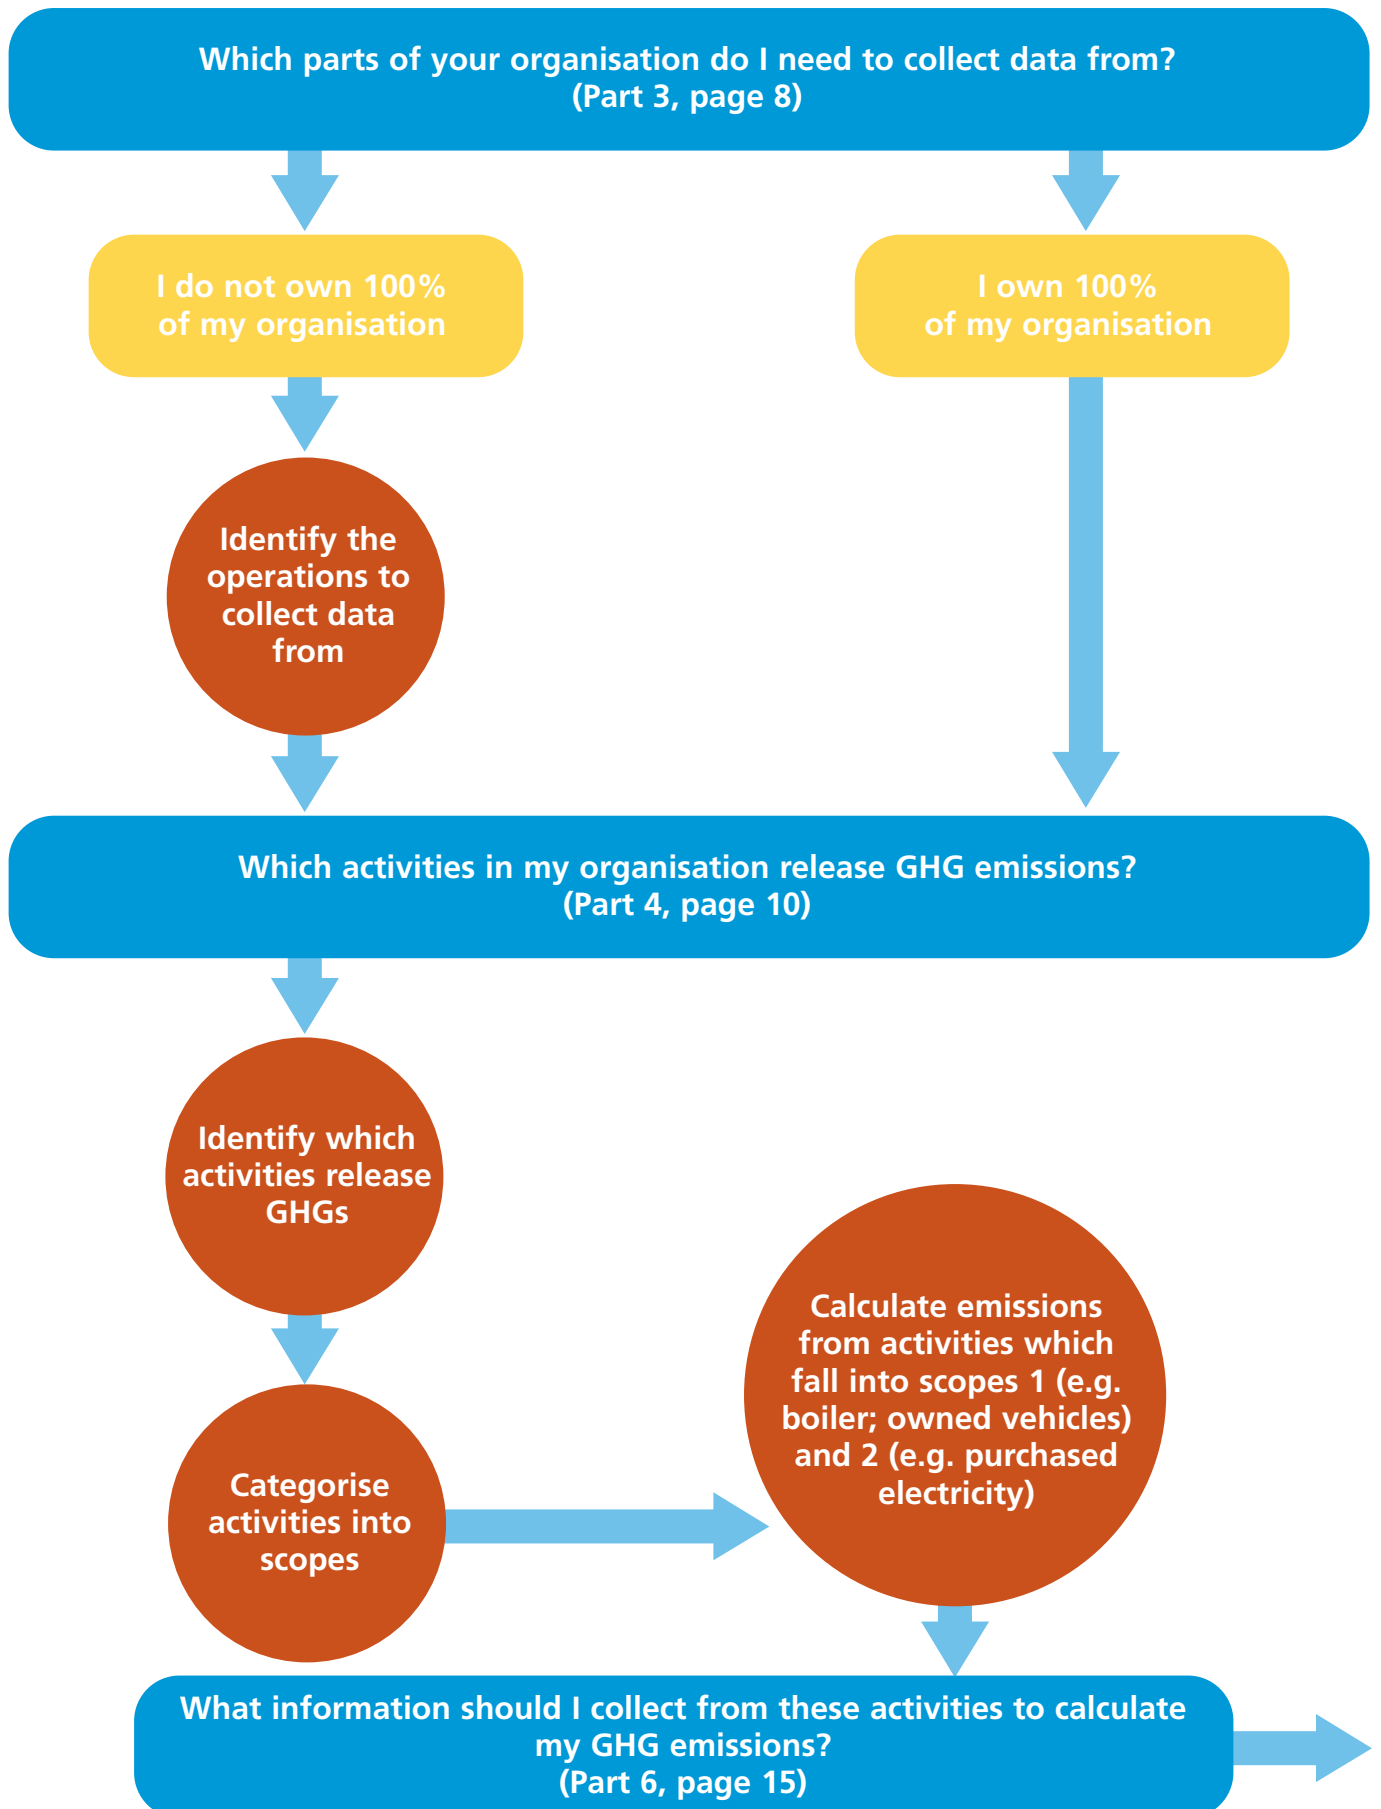 Which parts of your organisation do I need to collect data from?
(Part 3, page 8)
I do not own 100%
of my organisation
I own 100%
of my organisation
Identify the
operations to
collect data
from
Which activities in my organisation release GHG emissions?
(Part 4, page 10)
Identify which
activities release
GHGs
Categorise
activities into
scopes
Calculate emissions
from activities which
fall into scopes 1 (e.g.
boiler; owned vehicles)
and 2 (e.g. purchased
electricity)
What information should I collect from these activities to calculate
my GHG emissions?
(Part 6, page 15)